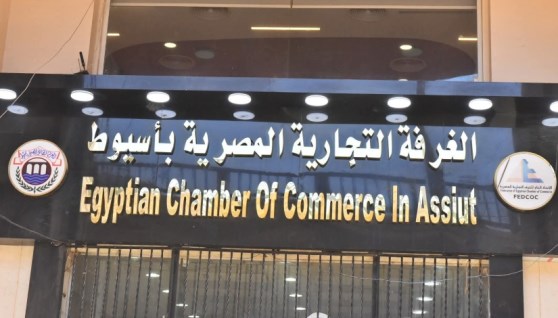 الغرفة التجارية المصرية بأسيوط
Egyptian Chamber Of Commerce In Assiut
FEDCOC